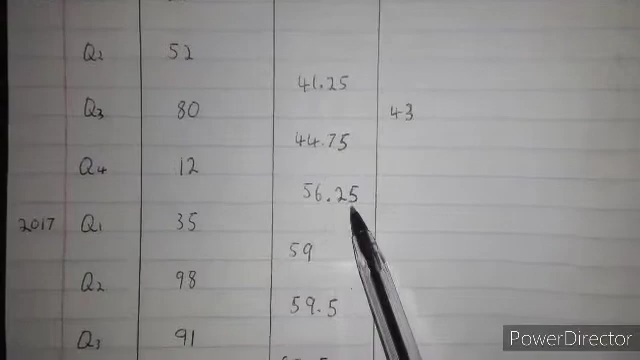 Q2 52
41.25
Q3 80 43
44.75
Q4 12
56.25
2017 Q1 35
59
Q2 98
59.5
Q3 91
PowerDirector